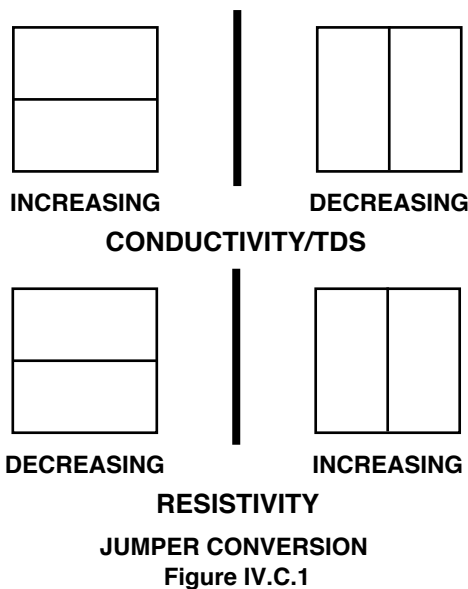 INCREASING DECREASING
CONDUCTIVITY/TDS
DECREASING INCREASING
RESISTIVITY
JUMPER CONVERSION
Figure IV.C.1